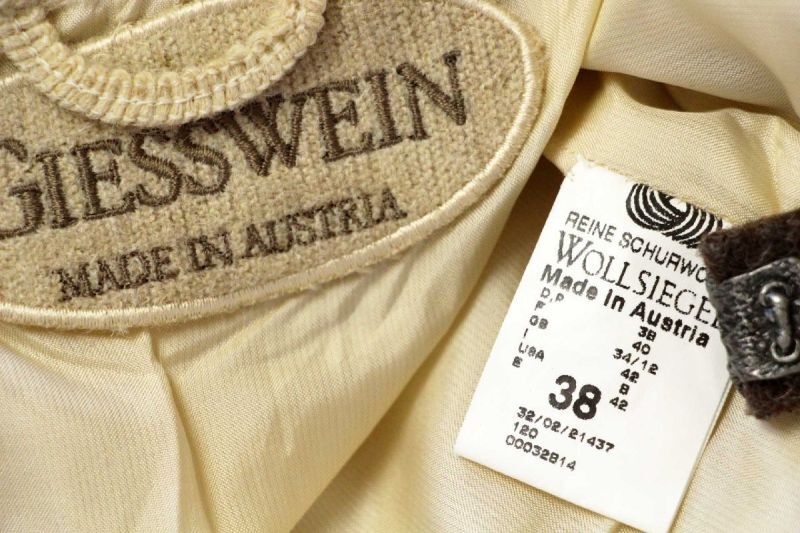 GIESSWEIN
MADE IN AUSTRIA
REINE SCHURWO
WOLLSIEGEL
Made in Austria
D,P 38
F 40
GB 34/12
I 42
USA 8
E 42
38
32/02/21437
120
00032814